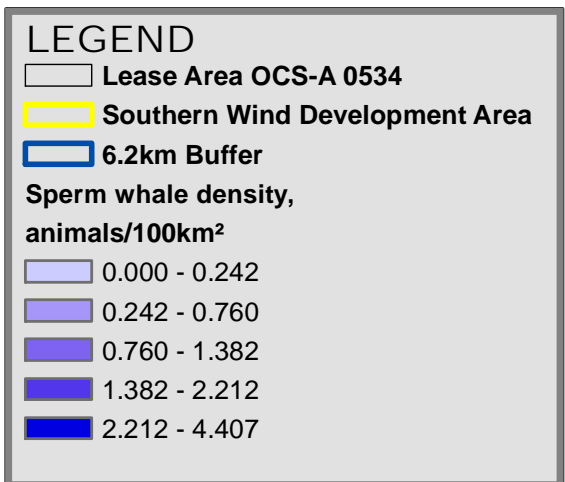 LEGEND
Lease Area OCS-A 0534
Southern Wind Development Area
6.2km Buffer
Sperm whale density,
animals/100km²
0.000 - 0.242
0.242 - 0.760
0.760 - 1.382
1.382 - 2.212
2.212 - 4.407